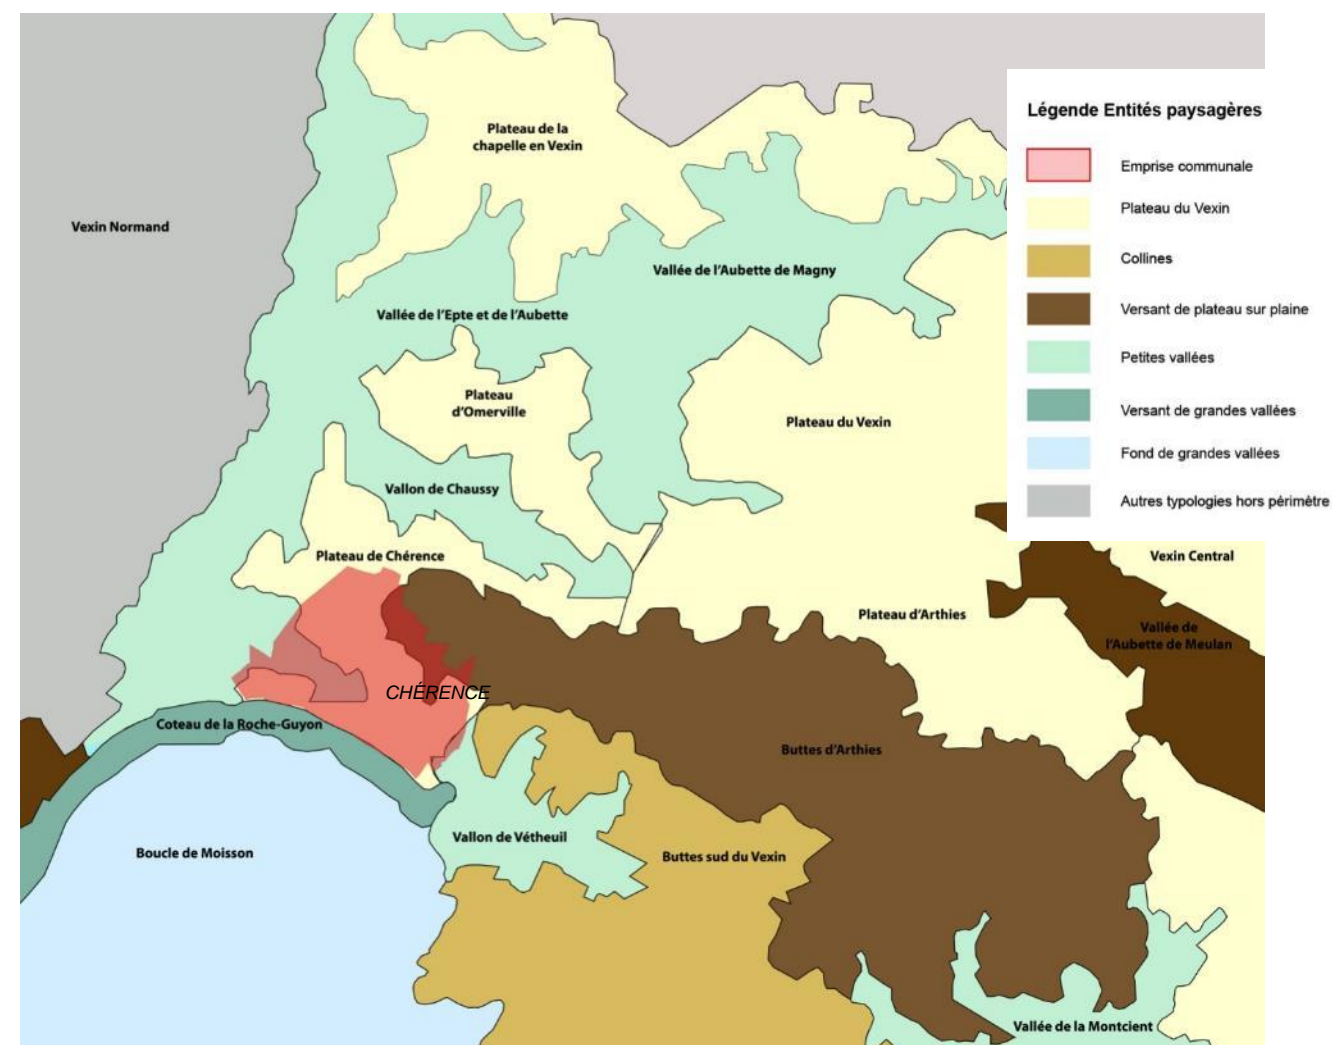 Légende Entités paysagères
Emprise communale
Plateau du Vexin
Collines
Versant de plateau sur plaine
Petites vallées
Versant de grandes vallées
Fond de grandes vallées
Autres typologies hors périmètre
Plateau de la
chapelle en Vexin
Vexin Normand
Vallée de l'Aubette de Magny
Vallée de l'Epte et de l'Aubette
Plateau
d'Omerville
Plateau du Vexin
Vallon de Chaussy
Plateau de Chérence
Vexin Central
Plateau d'Arthies
Vallée de
l'Aubette de Meulan
CHÉRENCE
Coteau de la Roche-Guyon
Buttes d'Arthies
Vallon de Vétheuil
Boucle de Moisson
Buttes sud du Vexin
Vallée de la Montcient